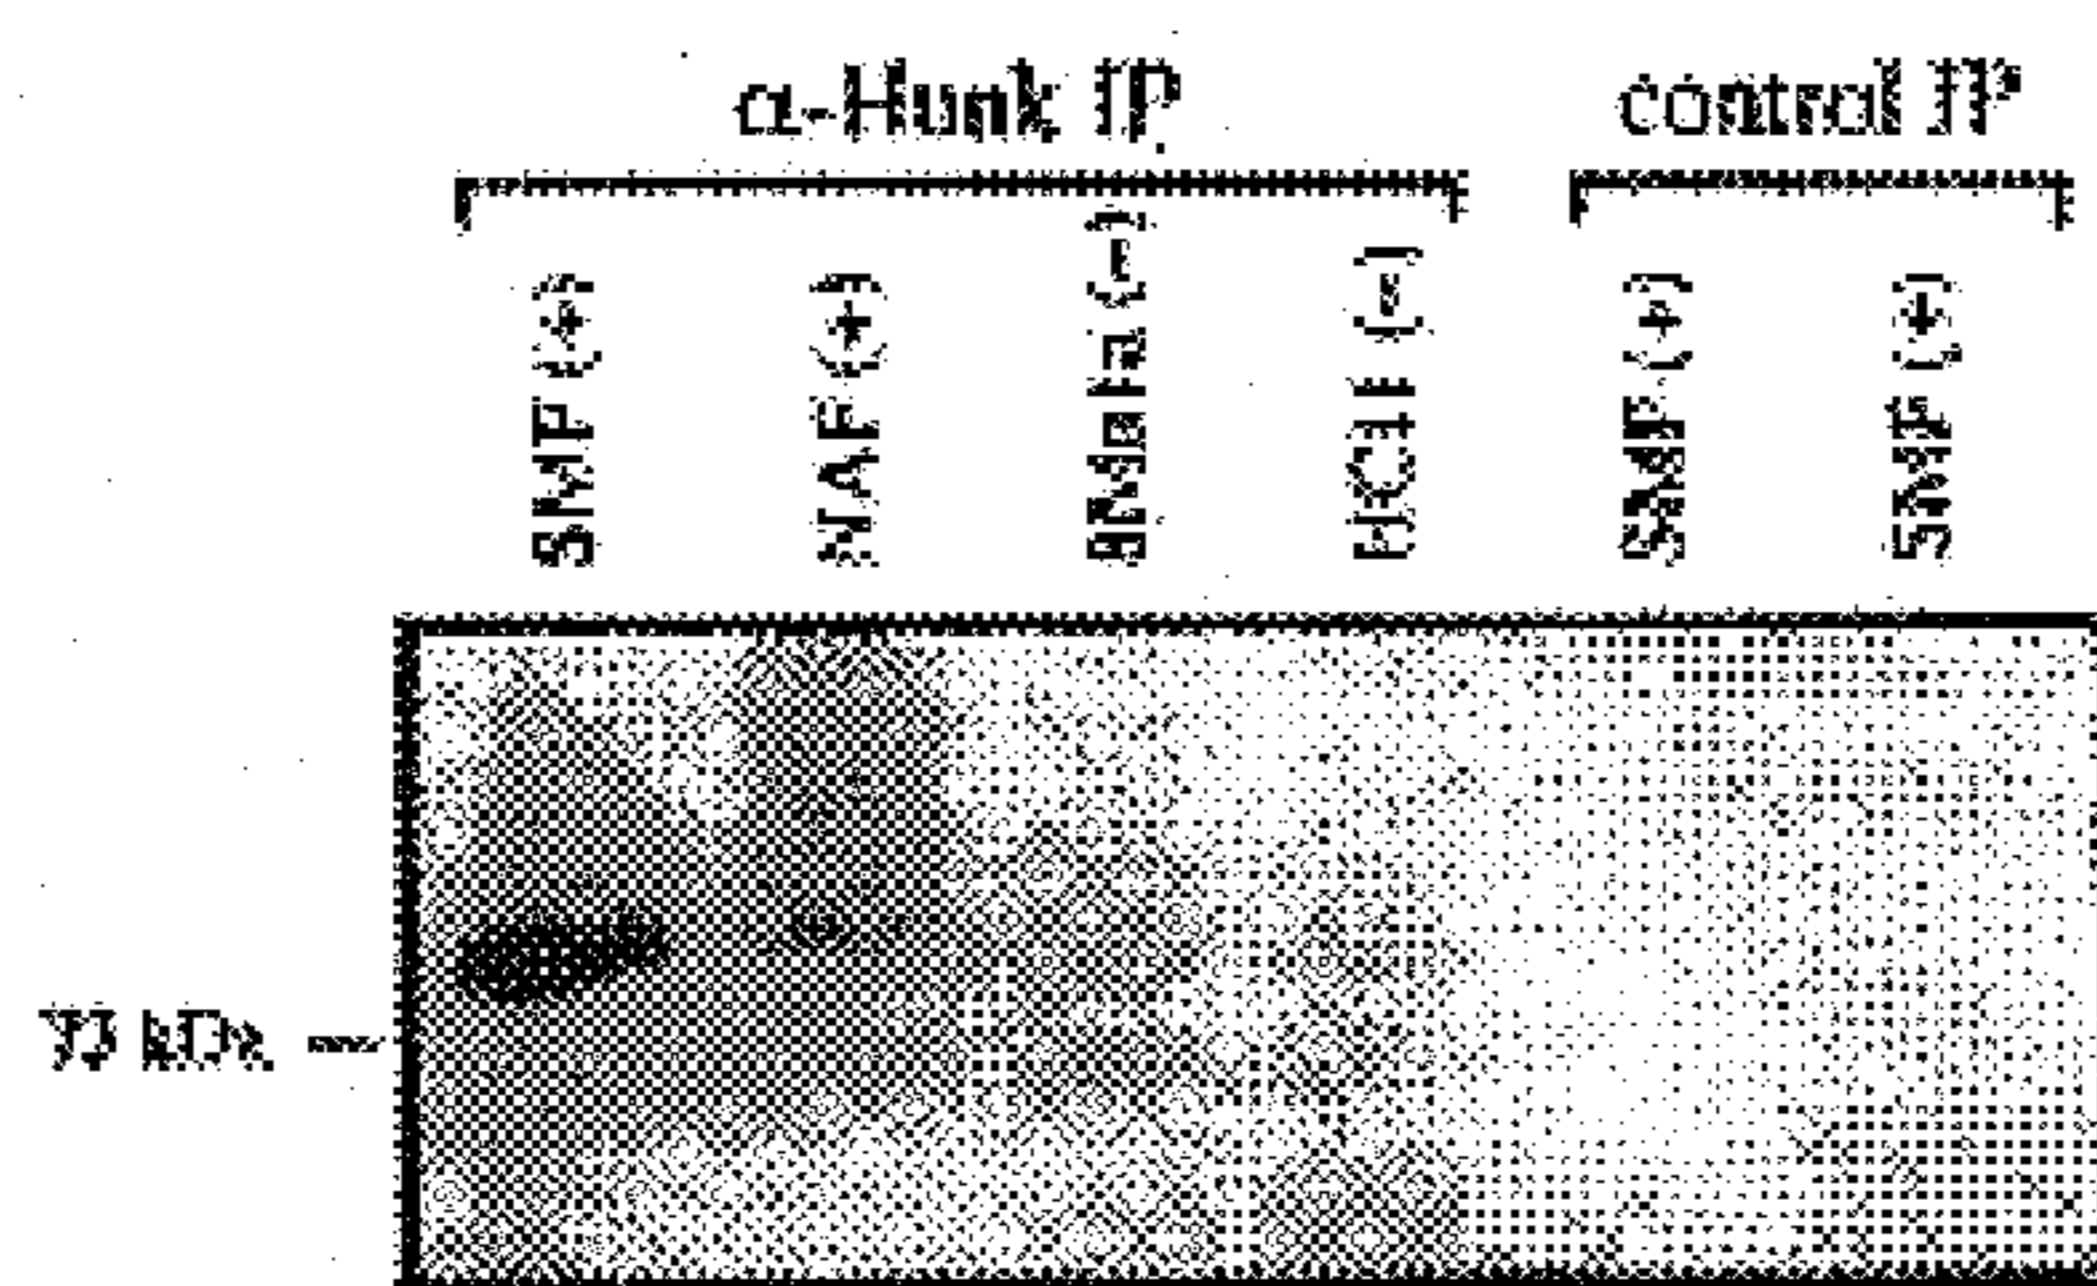 α-Hunk IP
control IP
SMF (+)
NAF (+)
(-)
HC11 (-)
SMF (+)
SMF (+)
kDa